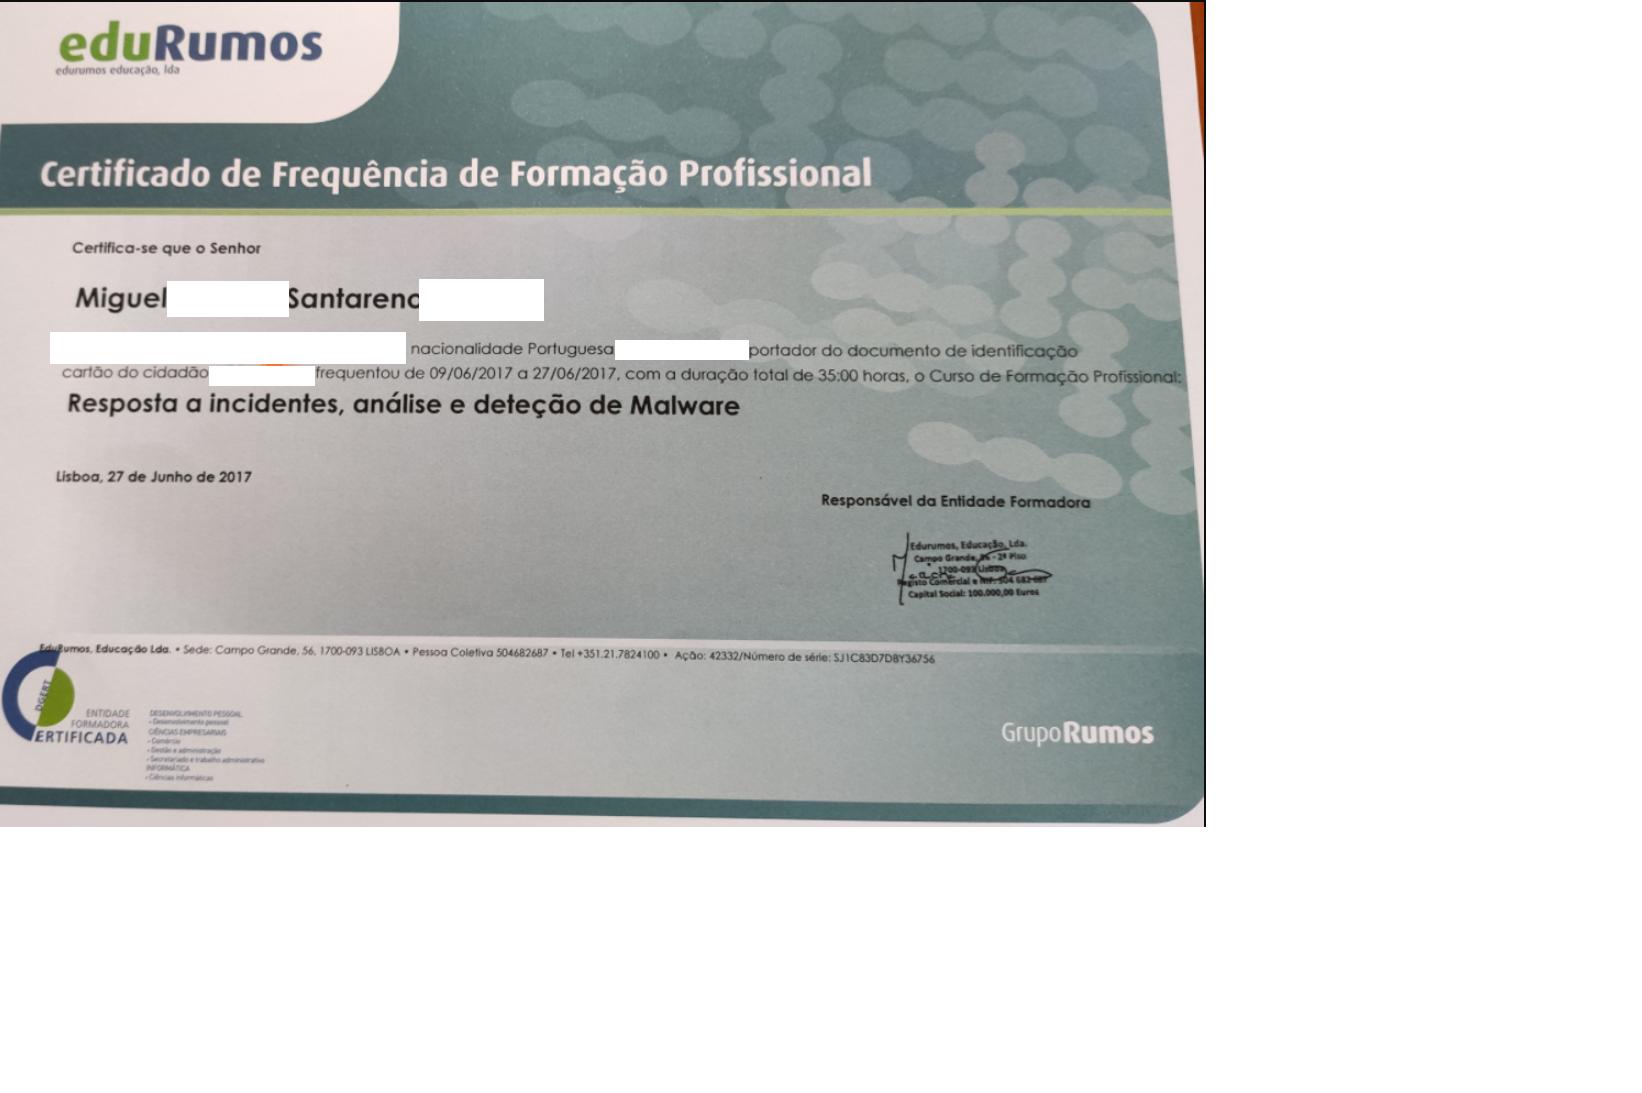 eduRumos
edurumos educação, lda
Certificado de Frequência de Formação Profissional
Certifica-se que o Senhor
Miguel Santareno
nacionalidade Portuguesa portador do documento de identificação
cartão do cidadão frequentou de 09/06/2017 a 27/06/2017, com a duração total de 35:00 horas, o Curso de Formação Profissional:
Resposta a incidentes, análise e deteção de Malware
Lisboa, 27 de Junho de 2017
Responsável da Entidade Formadora
Edurumos, Educação, Lda.
Campo Grande, 56 - 2º Piso
1700-093 Lisboa
Registo Comercial e NIF: 504 682 687
Capital Social: 100.000,00 Euros
EduRumos, Educação Lda. • Sede: Campo Grande, 56, 1700-093 LISBOA • Pessoa Coletiva 504682687 • Tel +351.21.7824100 • Ação: 42332/Número de série: SJ1C83D7DBY36756
DGERT
ENTIDADE
FORMADORA
CERTIFICADA
DESENVOLVIMENTO PESSOAL
- Desenvolvimento pessoal
CIÊNCIAS EMPRESARIAIS
- Comércio
- Gestão e administração
- Secretariado e trabalho administrativo
INFORMÁTICA
- Ciências informáticas
GrupoRumos